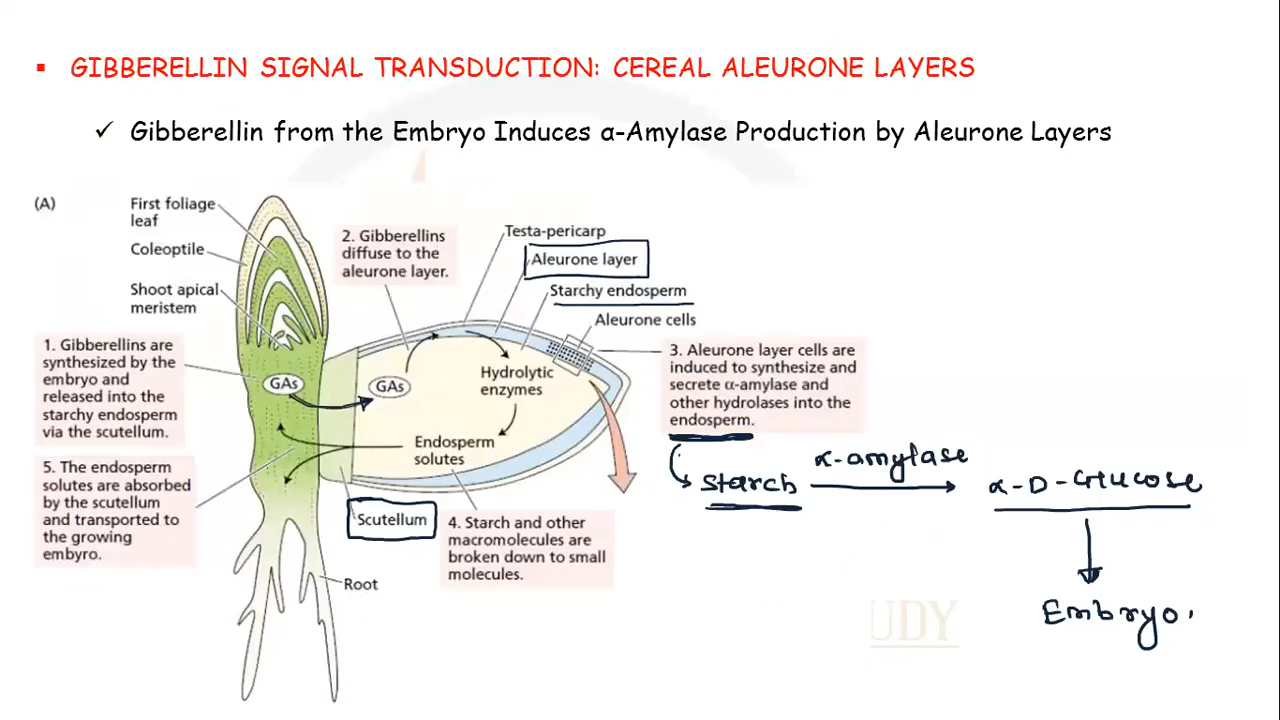 ▪ GIBBERELLIN SIGNAL TRANSDUCTION: CEREAL ALEURONE LAYERS
✓ Gibberellin from the Embryo Induces α-Amylase Production by Aleurone Layers
(A)
First foliage
leaf
Coleoptile
Shoot apical
meristem
1. Gibberellins are
synthesized by the
embryo and
released into the
starchy endosperm
via the scutellum.
5. The endosperm
solutes are absorbed
by the scutellum
and transported to
the growing
embyro.
2. Gibberellins
diffuse to the
aleurone layer.
Testa-pericarp
Aleurone layer
Starchy endosperm
Aleurone cells
GAs
GAs
Hydrolytic
enzymes
Endosperm
solutes
Scutellum
Root
3. Aleurone layer cells are
induced to synthesize and
secrete α-amylase and
other hydrolases into the
endosperm.
4. Starch and other
macromolecules are
broken down to small
molecules.
Starch
α-amylase
α-D-Glucose
Embryo.
UDY